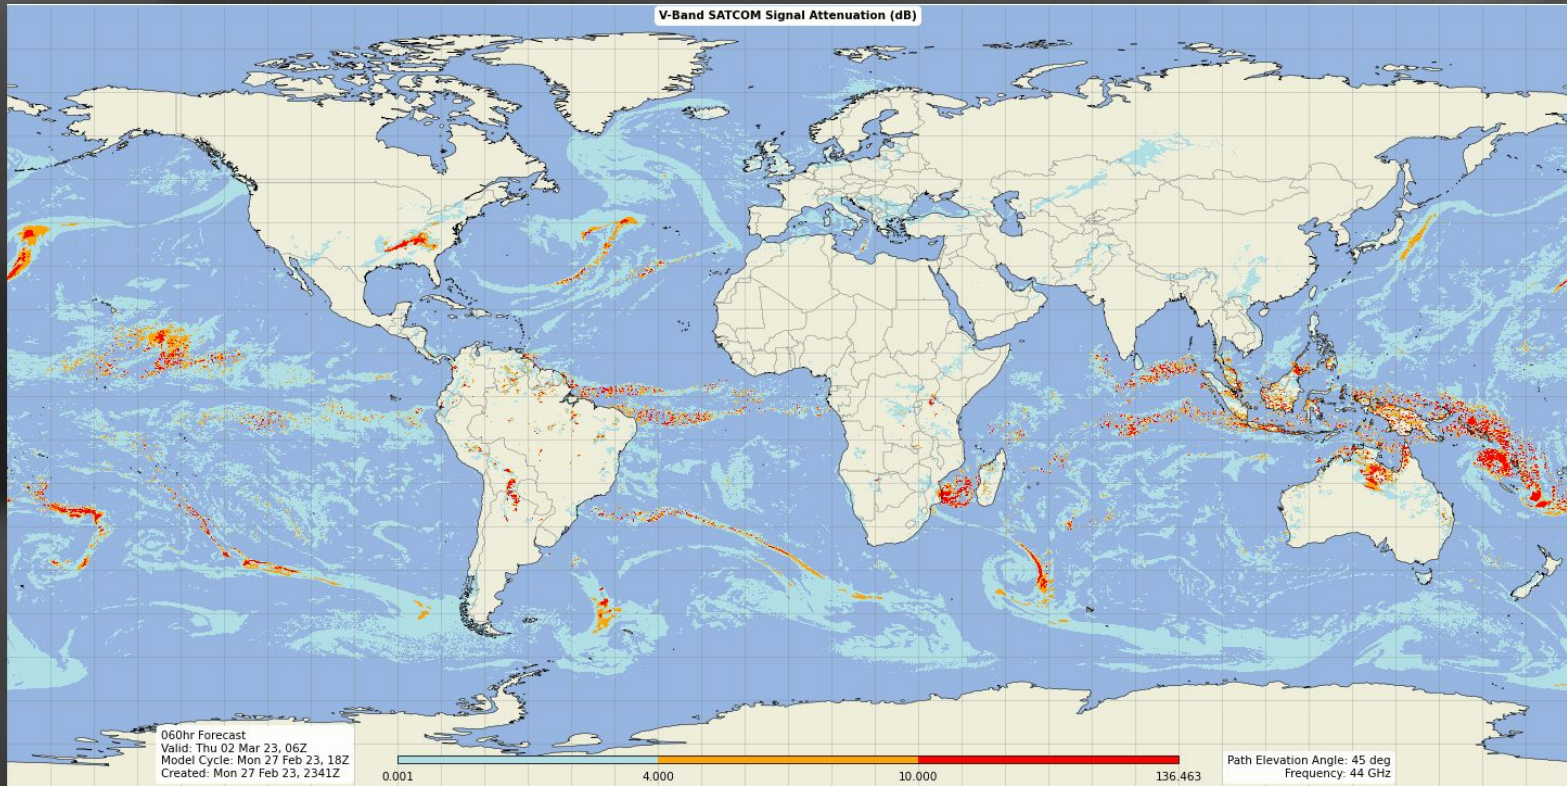 V-Band SATCOM Signal Attenuation (dB)
060hr Forecast
Valid: Thu 02 Mar 23, 06Z
Model Cycle: Mon 27 Feb 23, 18Z
Created: Mon 27 Feb 23, 2341Z
0.001
4.000
10.000
136.463
Path Elevation Angle: 45 deg
Frequency: 44 GHz